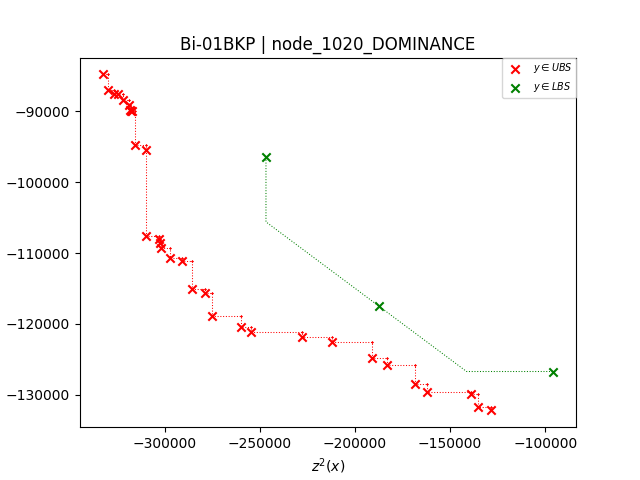 Bi-01BKP | node_1020_DOMINANCE
y ∈ UBS
y ∈ LBS
−90000
−100000
−110000
−120000
−130000
−300000 −250000 −200000 −150000 −100000
z²(x)